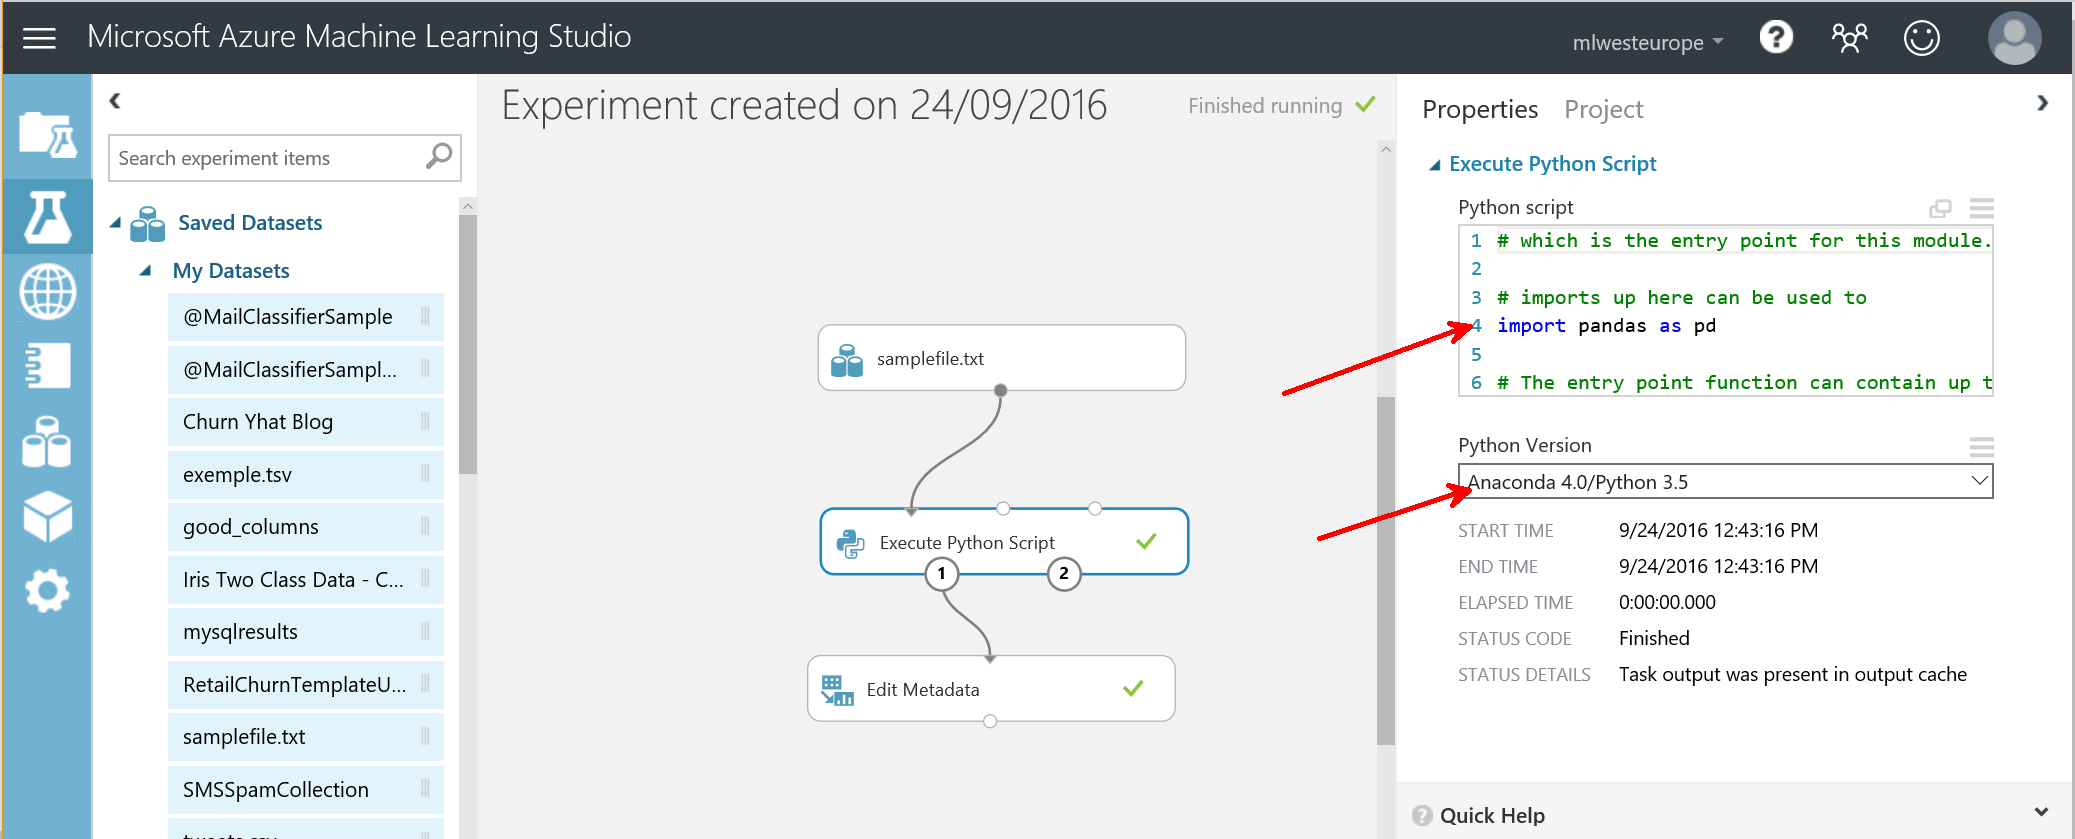 Microsoft Azure Machine Learning Studio
mlwesteurope
?
Search experiment items
Saved Datasets
My Datasets
@MailClassifierSample
@MailClassifierSampl...
Churn Yhat Blog
exemple.tsv
good_columns
Iris Two Class Data - C...
mysqlresults
RetailChurnTemplateU...
samplefile.txt
SMSSpamCollection
Experiment created on 24/09/2016
Finished running
samplefile.txt
Execute Python Script
1
2
Edit Metadata
Properties Project
Execute Python Script
Python script
1 # which is the entry point for this module.
2
3 # imports up here can be used to
4 import pandas as pd
5
6 # The entry point function can contain up t
Python Version
Anaconda 4.0/Python 3.5
START TIME 9/24/2016 12:43:16 PM
END TIME 9/24/2016 12:43:16 PM
ELAPSED TIME 0:00:00.000
STATUS CODE Finished
STATUS DETAILS Task output was present in output cache
? Quick Help